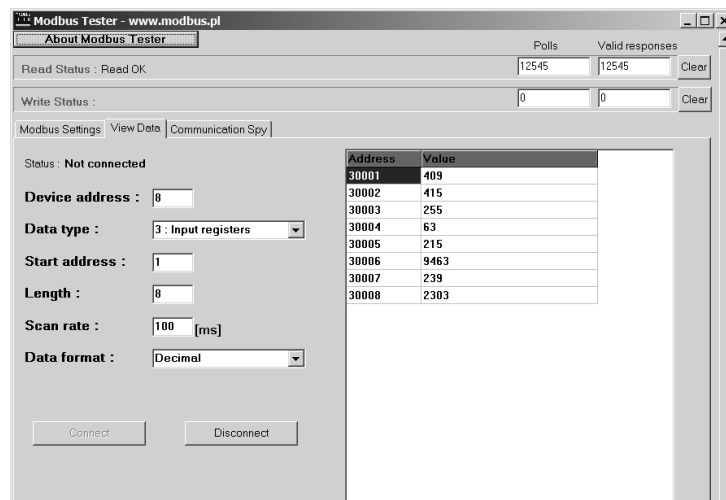 Modbus Tester - www.modbus.pl
About Modbus Tester
Polls Valid responses
Read Status : Read OK 12545 12545 Clear
Write Status : 0 0 Clear
Modbus Settings View Data Communication Spy
Status : Not connected
Device address : 8
Data type : 3 : Input registers
Start address : 1
Length : 8
Scan rate : 100 [ms]
Data format : Decimal
Connect Disconnect
Address Value
30001 409
30002 415
30003 255
30004 63
30005 215
30006 9463
30007 239
30008 2303